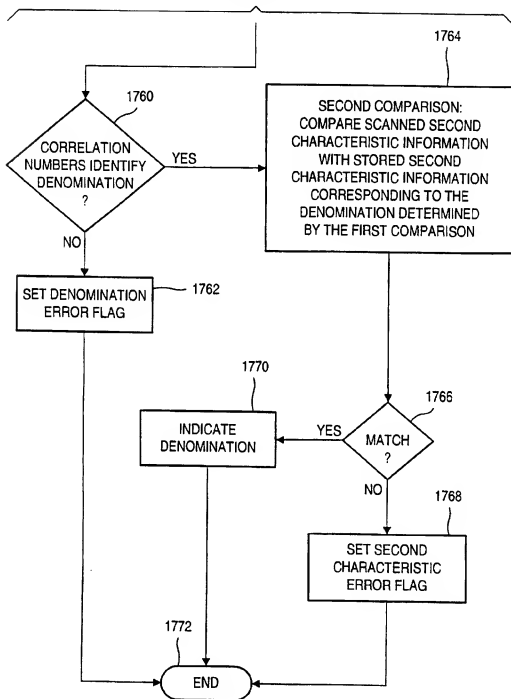 1764
1760
CORRELATION
NUMBERS IDENTIFY
DENOMINATION
?
YES
NO
SECOND COMPARISON:
COMPARE SCANNED SECOND
CHARACTERISTIC INFORMATION
WITH STORED SECOND
CHARACTERISTIC INFORMATION
CORRESPONDING TO THE
DENOMINATION DETERMINED
BY THE FIRST COMPARISON
SET DENOMINATION
ERROR FLAG
1762
1770
INDICATE
DENOMINATION
YES
1766
MATCH
?
NO
1768
SET SECOND
CHARACTERISTIC
ERROR FLAG
1772
END